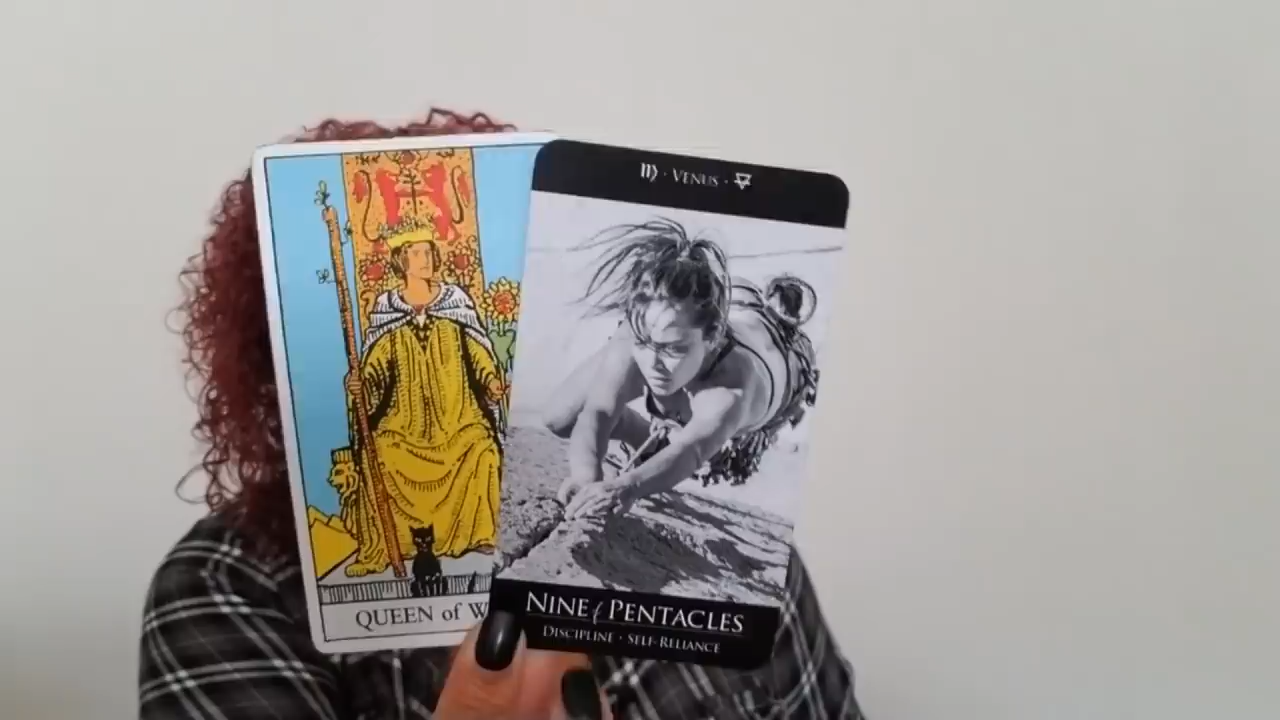 QUEEN of W
♍ · VENUS ·
NINE of PENTACLES
DISCIPLINE · SELF-RELIANCE